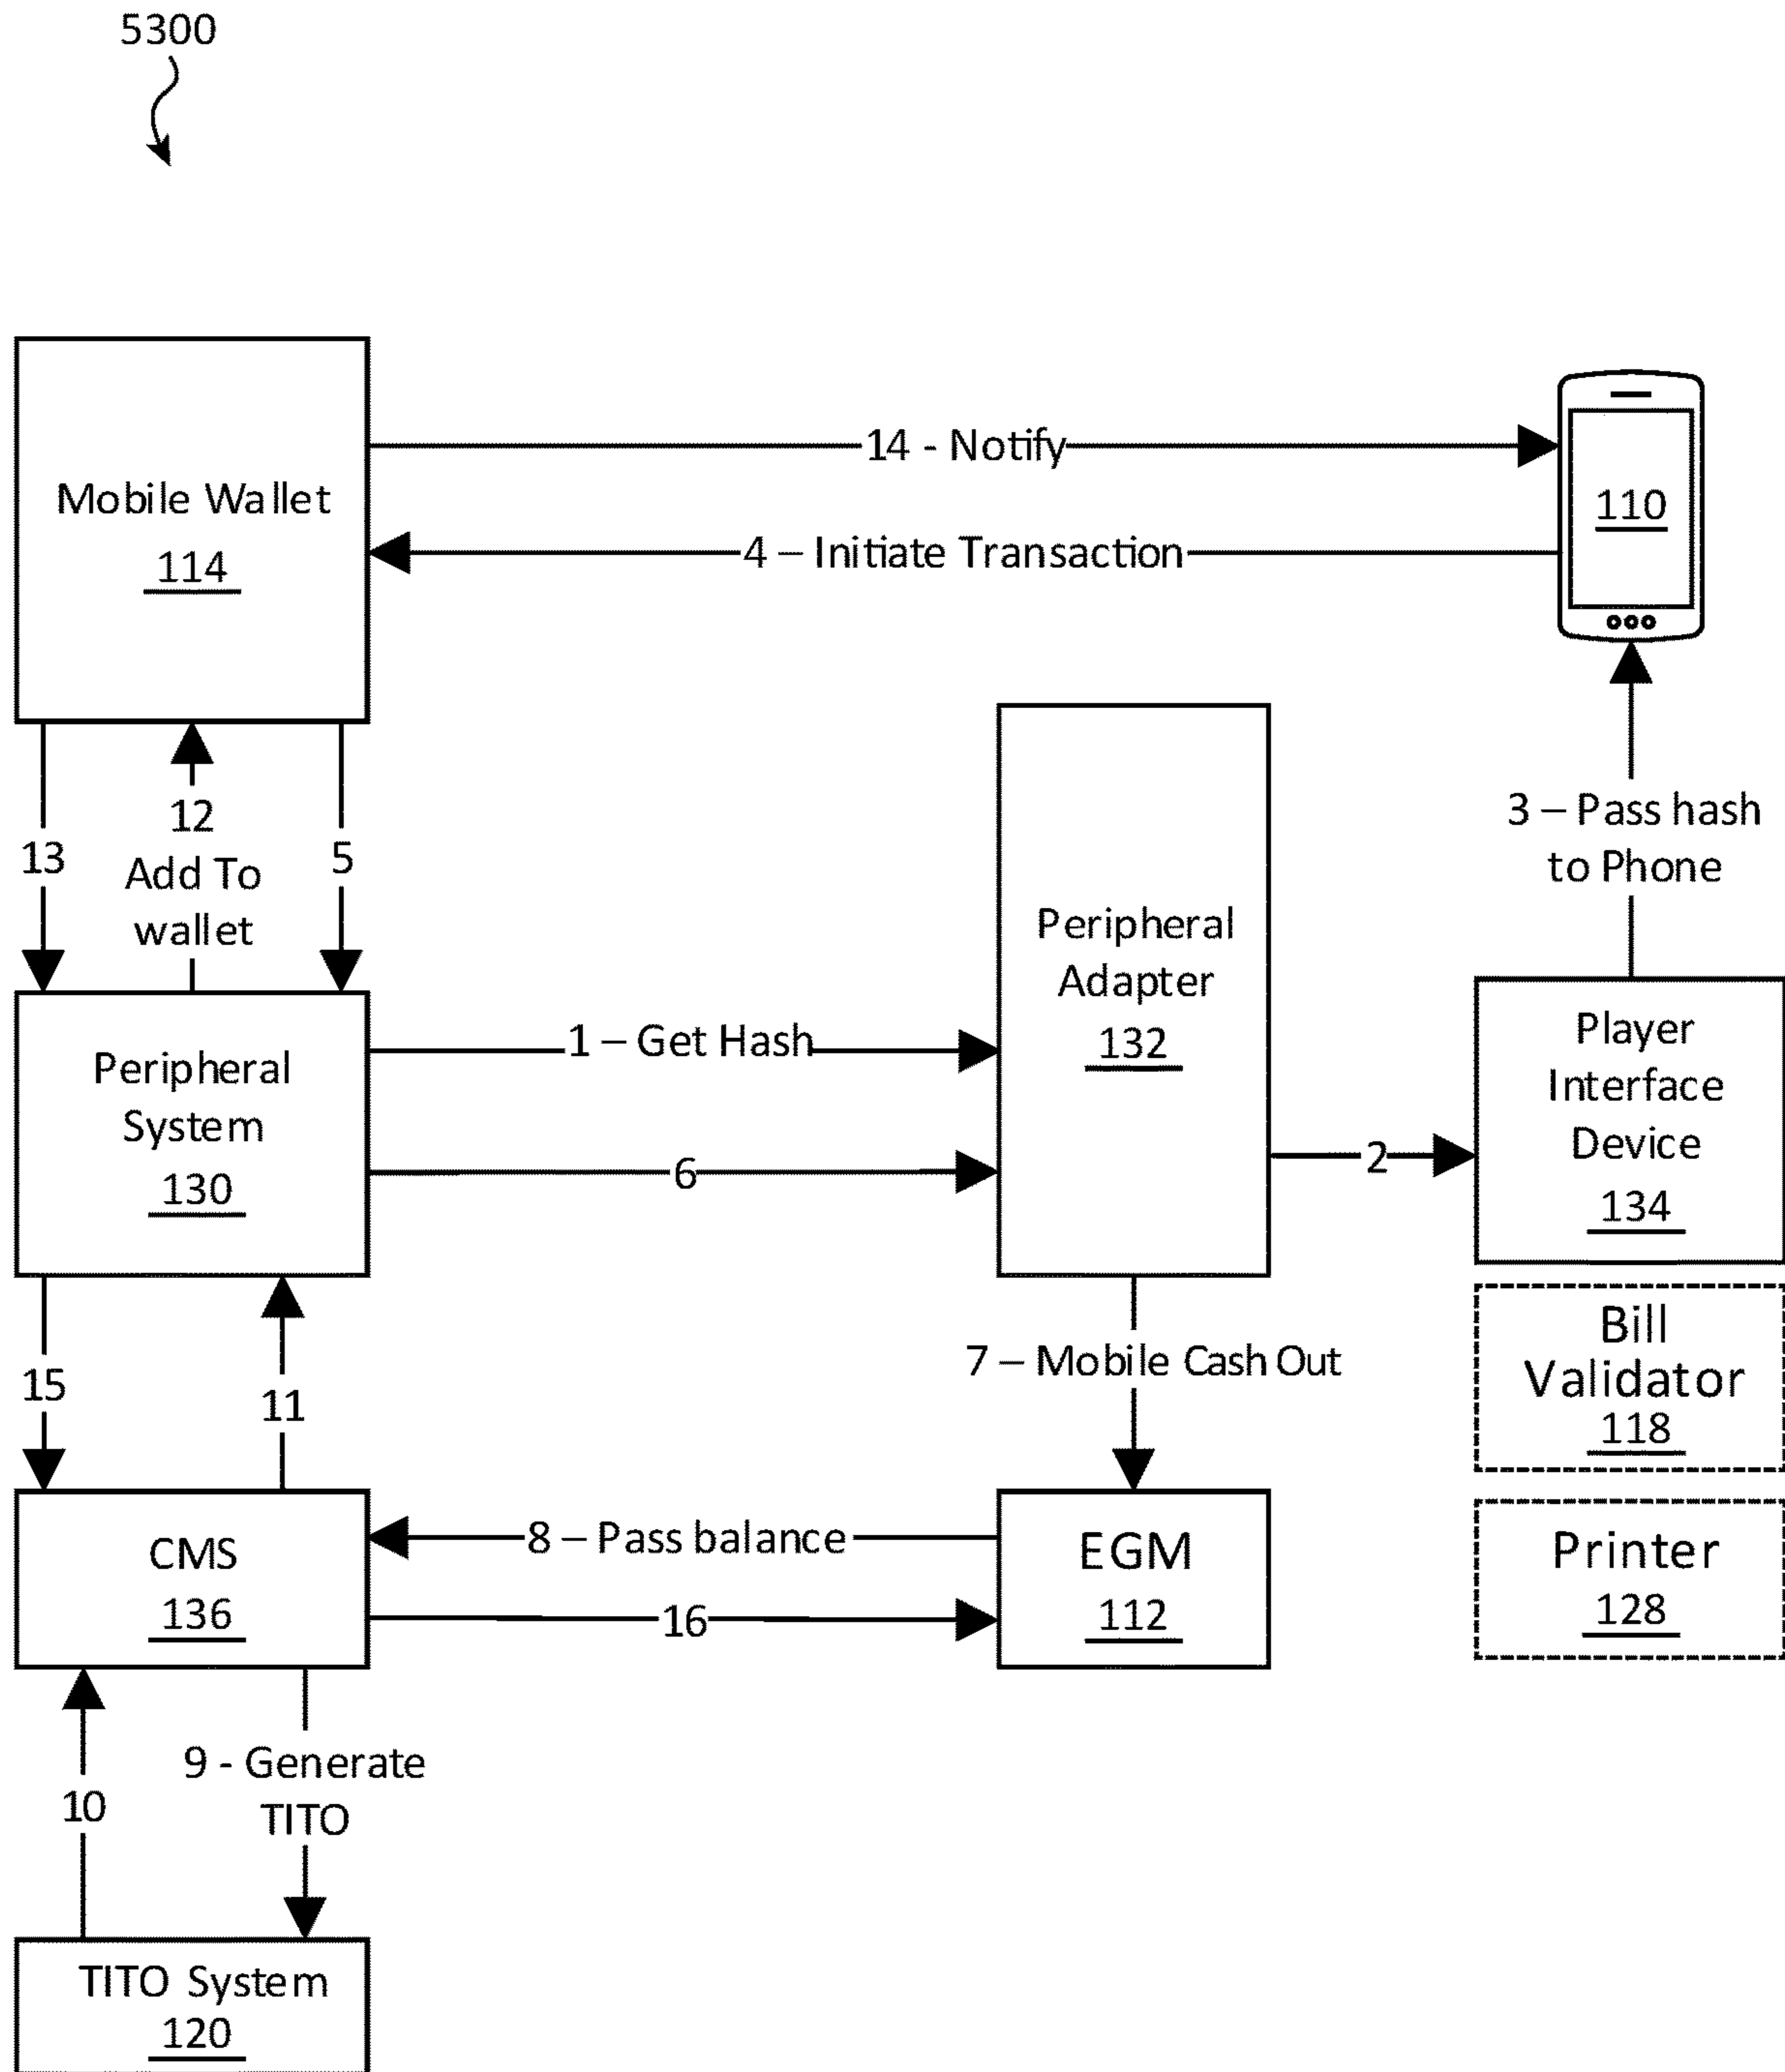 5300
Mobile Wallet
114
14 - Notify
4 – Initiate Transaction
110
13
12
Add To
wallet
5
3 – Pass hash
to Phone
Peripheral
System
130
1 – Get Hash
6
Peripheral
Adapter
132
2
Player
Interface
Device
134
15
11
7 – Mobile Cash Out
Bill
Validator
118
CMS
136
8 – Pass balance
16
EGM
112
Printer
128
10
9 - Generate
TITO
TITO System
120